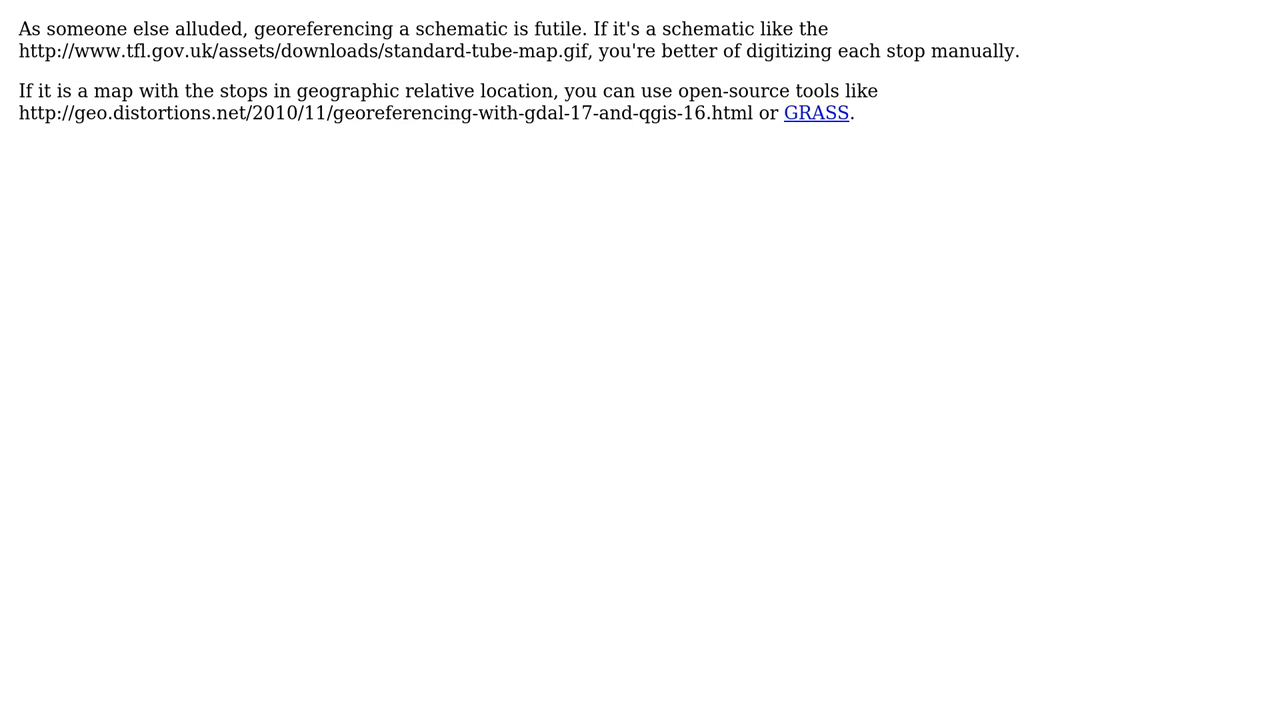 As someone else alluded, georeferencing a schematic is futile. If it's a schematic like the
http://www.tfl.gov.uk/assets/downloads/standard-tube-map.gif, you're better of digitizing each stop manually.
If it is a map with the stops in geographic relative location, you can use open-source tools like
http://geo.distortions.net/2010/11/georeferencing-with-gdal-17-and-qgis-16.html or GRASS.